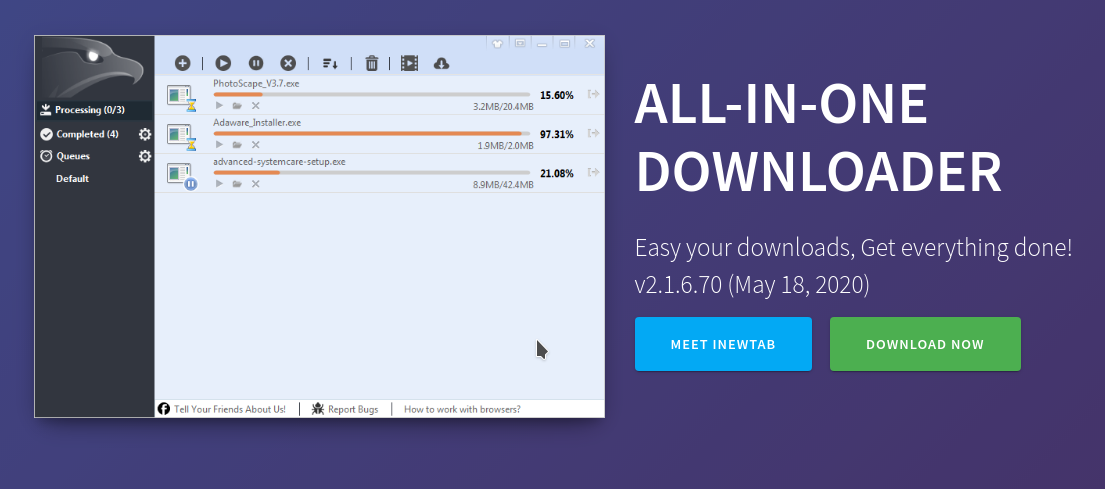 Processing (0/3)
Completed (4)
Queues
Default
PhotoScape_V3.7.exe
15.60%
3.2MB/20.4MB
Adaware_Installer.exe
97.31%
1.9MB/2.0MB
advanced-systemcare-setup.exe
21.08%
8.9MB/42.4MB
Tell Your Friends About Us!
Report Bugs
How to work with browsers?
ALL-IN-ONE
DOWNLOADER
Easy your downloads, Get everything done!
v2.1.6.70 (May 18, 2020)
MEET INEWTAB
DOWNLOAD NOW